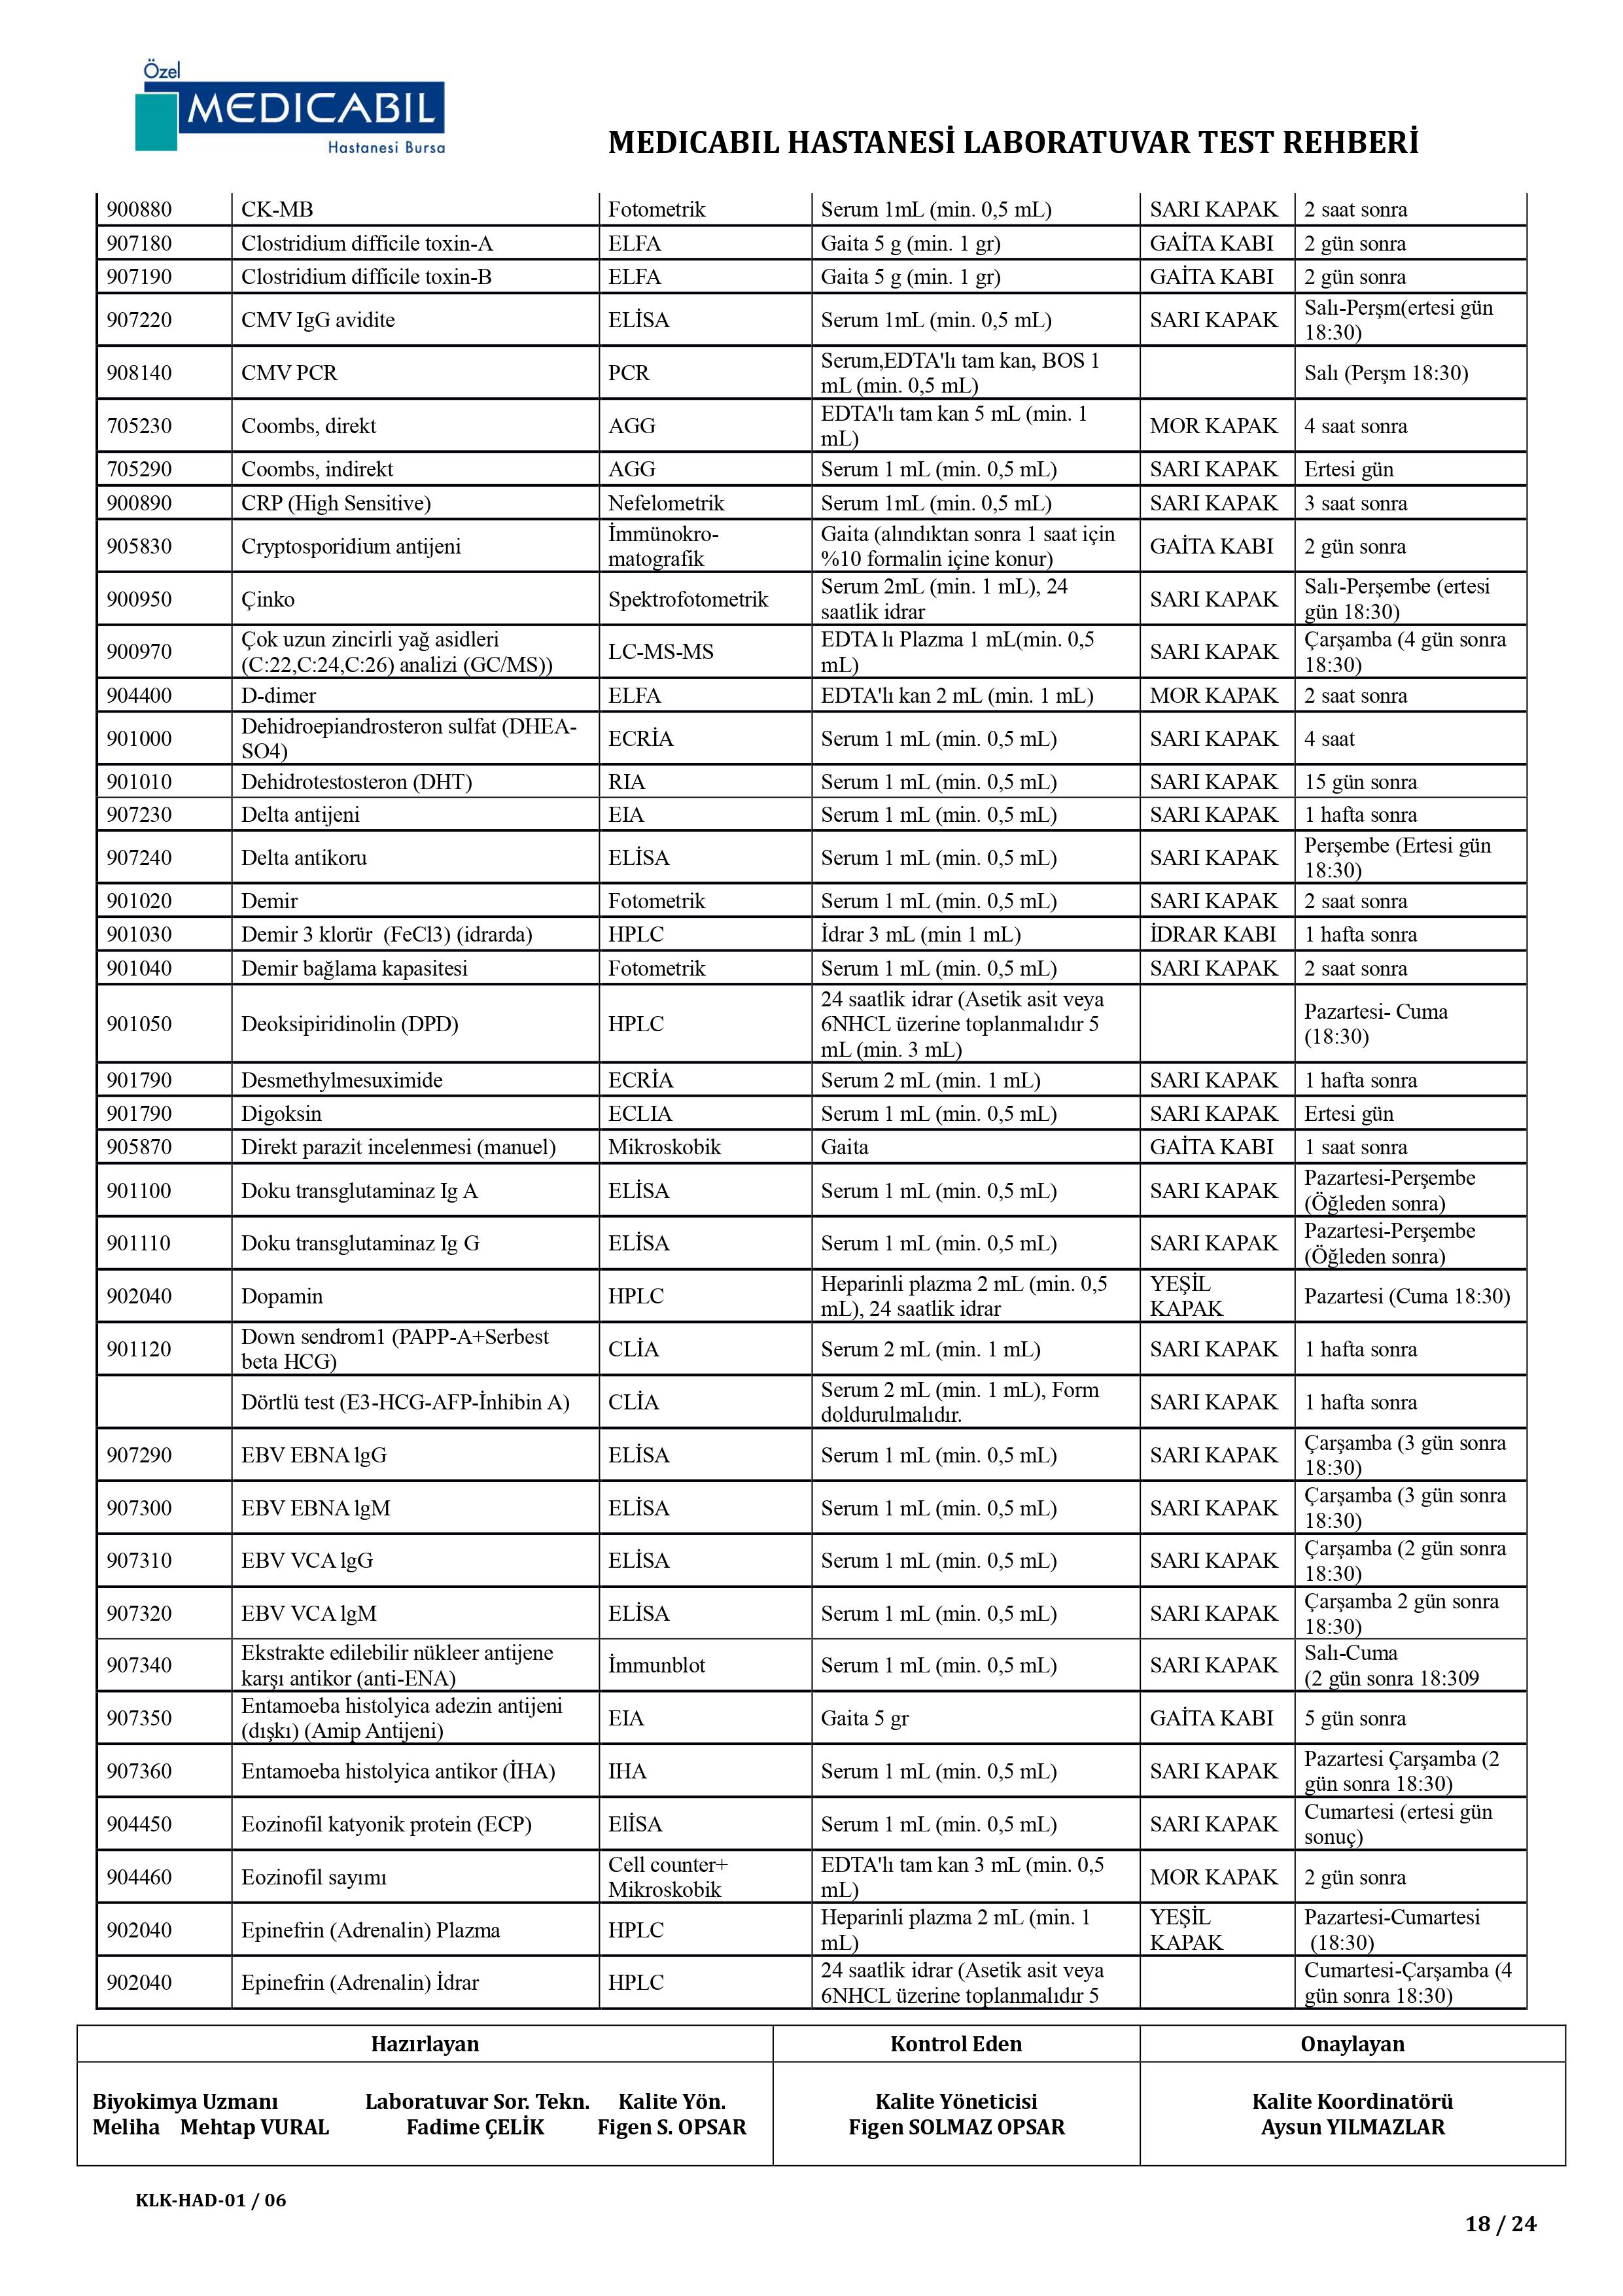 Özel
MEDICABIL
Hastanesi Bursa
MEDICABIL HASTANESİ LABORATUVAR TEST REHBERİ
900880 CK-MB Fotometrik Serum 1mL (min. 0,5 mL) SARI KAPAK 2 saat sonra
907180 Clostridium difficile toxin-A ELFA Gaita 5 g (min. 1 gr) GAİTA KABI 2 gün sonra
907190 Clostridium difficile toxin-B ELFA Gaita 5 g (min. 1 gr) GAİTA KABI 2 gün sonra
907220 CMV IgG avidite ELİSA Serum 1mL (min. 0,5 mL) SARI KAPAK Salı-Perşm(ertesi gün
18:30)
908140 CMV PCR PCR Serum,EDTA'lı tam kan, BOS 1
mL (min. 0,5 mL) Salı (Perşm 18:30)
705230 Coombs, direkt AGG EDTA'lı tam kan 5 mL (min. 1
mL) MOR KAPAK 4 saat sonra
705290 Coombs, indirekt AGG Serum 1 mL (min. 0,5 mL) SARI KAPAK Ertesi gün
900890 CRP (High Sensitive) Nefelometrik Serum 1mL (min. 0,5 mL) SARI KAPAK 3 saat sonra
905830 Cryptosporidium antijeni İmmünokro-
matografik Gaita (alındıktan sonra 1 saat için
%10 formalin içine konur) GAİTA KABI 2 gün sonra
900950 Çinko Spektrofotometrik Serum 2mL (min. 1 mL), 24
saatlik idrar SARI KAPAK Salı-Perşembe (ertesi
gün 18:30)
900970 Çok uzun zincirli yağ asidleri
(C:22,C:24,C:26) analizi (GC/MS)) LC-MS-MS EDTA lı Plazma 1 mL(min. 0,5
mL) SARI KAPAK Çarşamba (4 gün sonra
18:30)
904400 D-dimer ELFA EDTA'lı kan 2 mL (min. 1 mL) MOR KAPAK 2 saat sonra
901000 Dehidroepiandrosteron sulfat (DHEA-
SO4) ECRİA Serum 1 mL (min. 0,5 mL) SARI KAPAK 4 saat
901010 Dehidrotestosteron (DHT) RIA Serum 1 mL (min. 0,5 mL) SARI KAPAK 15 gün sonra
907230 Delta antijeni EIA Serum 1 mL (min. 0,5 mL) SARI KAPAK 1 hafta sonra
907240 Delta antikoru ELİSA Serum 1 mL (min. 0,5 mL) SARI KAPAK Perşembe (Ertesi gün
18:30)
901020 Demir Fotometrik Serum 1 mL (min. 0,5 mL) SARI KAPAK 2 saat sonra
901030 Demir 3 klorür (FeCl3) (idrarda) HPLC İdrar 3 mL (min 1 mL) İDRAR KABI 1 hafta sonra
901040 Demir bağlama kapasitesi Fotometrik Serum 1 mL (min. 0,5 mL) SARI KAPAK 2 saat sonra
901050 Deoksipiridinolin (DPD) HPLC 24 saatlik idrar (Asetik asit veya
6NHCL üzerine toplanmalıdır 5
mL (min. 3 mL) Pazartesi- Cuma
(18:30)
901790 Desmethylmesuximide ECRİA Serum 2 mL (min. 1 mL) SARI KAPAK 1 hafta sonra
901790 Digoksin ECLIA Serum 1 mL (min. 0,5 mL) SARI KAPAK Ertesi gün
905870 Direkt parazit incelenmesi (manuel) Mikroskobik Gaita GAİTA KABI 1 saat sonra
901100 Doku transglutaminaz Ig A ELİSA Serum 1 mL (min. 0,5 mL) SARI KAPAK Pazartesi-Perşembe
(Öğleden sonra)
901110 Doku transglutaminaz Ig G ELİSA Serum 1 mL (min. 0,5 mL) SARI KAPAK Pazartesi-Perşembe
(Öğleden sonra)
902040 Dopamin HPLC Heparinli plazma 2 mL (min. 0,5
mL), 24 saatlik idrar YEŞİL
KAPAK Pazartesi (Cuma 18:30)
901120 Down sendrom1 (PAPP-A+Serbest
beta HCG) CLİA Serum 2 mL (min. 1 mL) SARI KAPAK 1 hafta sonra
Dörtlü test (E3-HCG-AFP-İnhibin A) CLİA Serum 2 mL (min. 1 mL), Form
doldurulmalıdır. SARI KAPAK 1 hafta sonra
907290 EBV EBNA lgG ELİSA Serum 1 mL (min. 0,5 mL) SARI KAPAK Çarşamba (3 gün sonra
18:30)
907300 EBV EBNA lgM ELİSA Serum 1 mL (min. 0,5 mL) SARI KAPAK Çarşamba (3 gün sonra
18:30)
907310 EBV VCA lgG ELİSA Serum 1 mL (min. 0,5 mL) SARI KAPAK Çarşamba (2 gün sonra
18:30)
907320 EBV VCA lgM ELİSA Serum 1 mL (min. 0,5 mL) SARI KAPAK Çarşamba 2 gün sonra
18:30)
907340 Ekstrakte edilebilir nükleer antijene
karşı antikor (anti-ENA) İmmunblot Serum 1 mL (min. 0,5 mL) SARI KAPAK Salı-Cuma
(2 gün sonra 18:309
907350 Entamoeba histolyica adezin antijeni
(dışkı) (Amip Antijeni) EIA Gaita 5 gr GAİTA KABI 5 gün sonra
907360 Entamoeba histolyica antikor (İHA) IHA Serum 1 mL (min. 0,5 mL) SARI KAPAK Pazartesi Çarşamba (2
gün sonra 18:30)
904450 Eozinofil katyonik protein (ECP) ElİSA Serum 1 mL (min. 0,5 mL) SARI KAPAK Cumartesi (ertesi gün
sonuç)
904460 Eozinofil sayımı Cell counter+
Mikroskobik EDTA'lı tam kan 3 mL (min. 0,5
mL) MOR KAPAK 2 gün sonra
902040 Epinefrin (Adrenalin) Plazma HPLC Heparinli plazma 2 mL (min. 1
mL) YEŞİL
KAPAK Pazartesi-Cumartesi
(18:30)
902040 Epinefrin (Adrenalin) İdrar HPLC 24 saatlik idrar (Asetik asit veya
6NHCL üzerine toplanmalıdır 5 Cumartesi-Çarşamba (4
gün sonra 18:30)
Hazırlayan Kontrol Eden Onaylayan
Biyokimya Uzmanı Laboratuvar Sor. Tekn. Kalite Yön. Kalite Yöneticisi Kalite Koordinatörü
Meliha Mehtap VURAL Fadime ÇELİK Figen S. OPSAR Figen SOLMAZ OPSAR Aysun YILMAZLAR
KLK-HAD-01 / 06
18 / 24